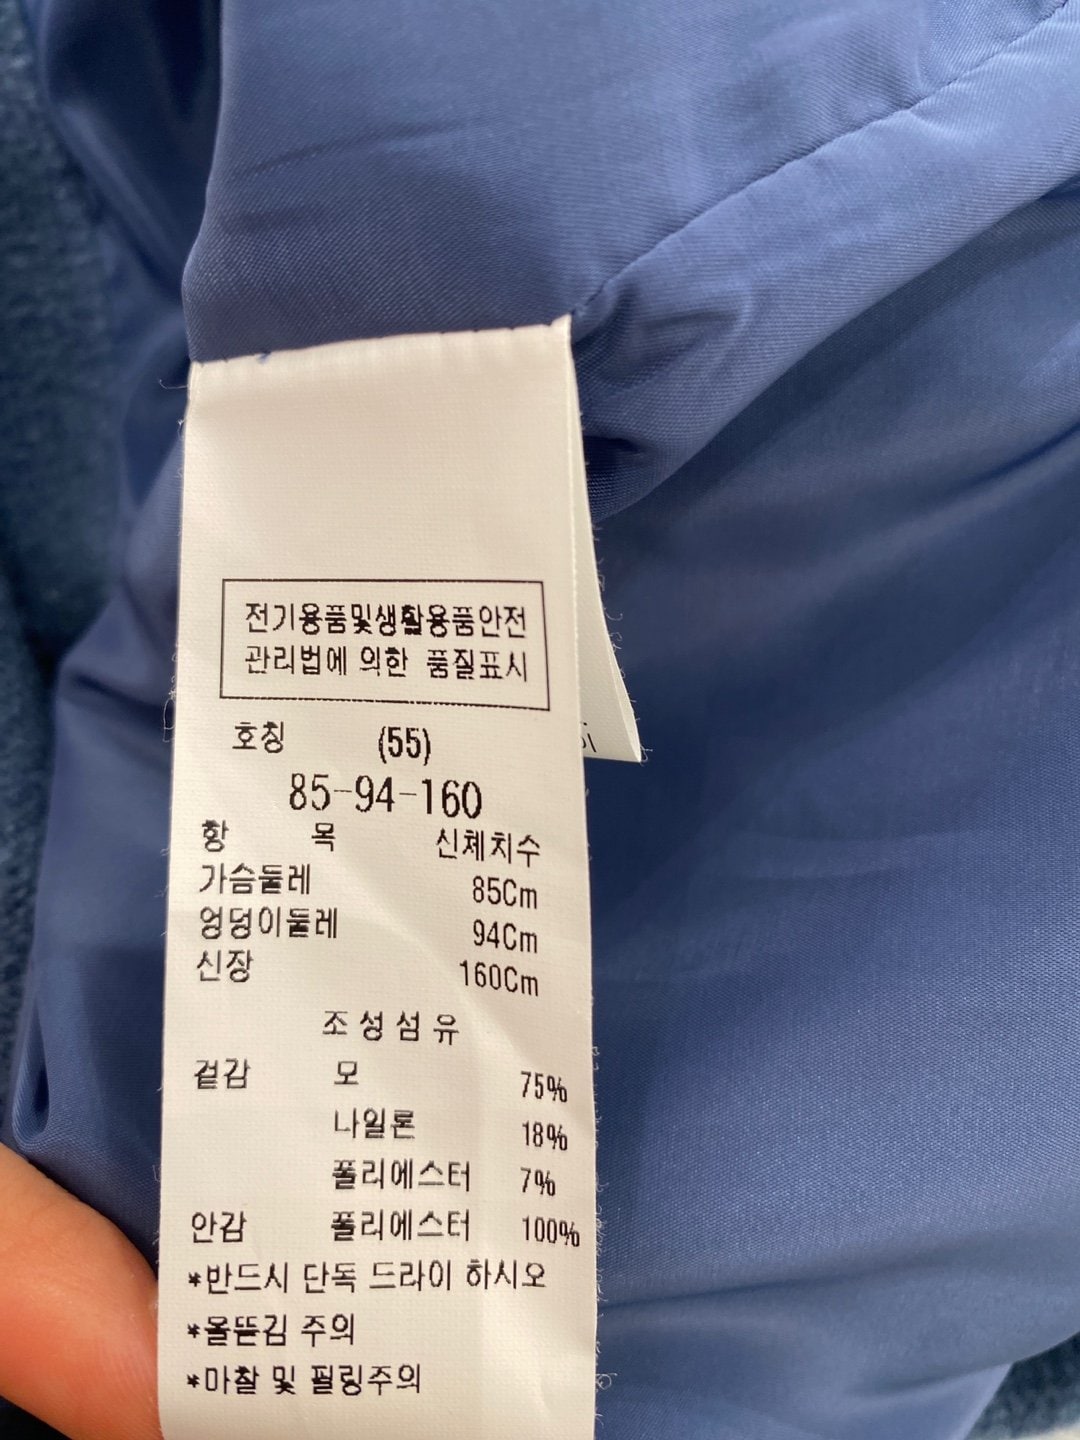 전기용품및생활용품안전
관리법에 의한 품질표시
호칭 (55)
85-94-160
항 목 신체치수
가슴둘레 85Cm
엉덩이둘레 94Cm
신장 160Cm
조성섬유
겉감 모 75%
나일론 18%
폴리에스터 7%
안감 폴리에스터 100%
*반드시 단독 드라이 하시오
*올뜯김 주의
*마찰 및 필링주의